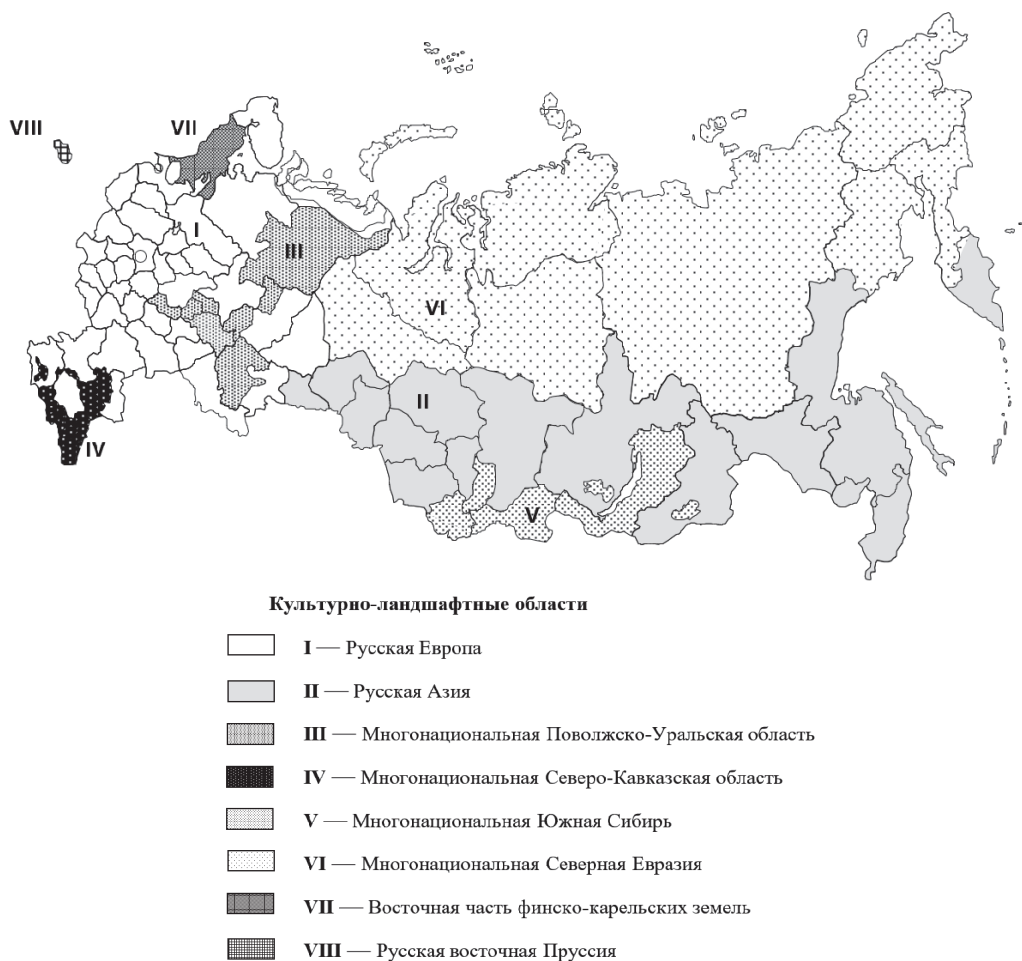 VIII
VII
I
III
VI
II
IV
V
Культурно-ландшафтные области
I — Русская Европа
II — Русская Азия
III — Многонациональная Поволжско-Уральская область
IV — Многонациональная Северо-Кавказская область
V — Многонациональная Южная Сибирь
VI — Многонациональная Северная Евразия
VII — Восточная часть финско-карельских земель
VIII — Русская восточная Пруссия